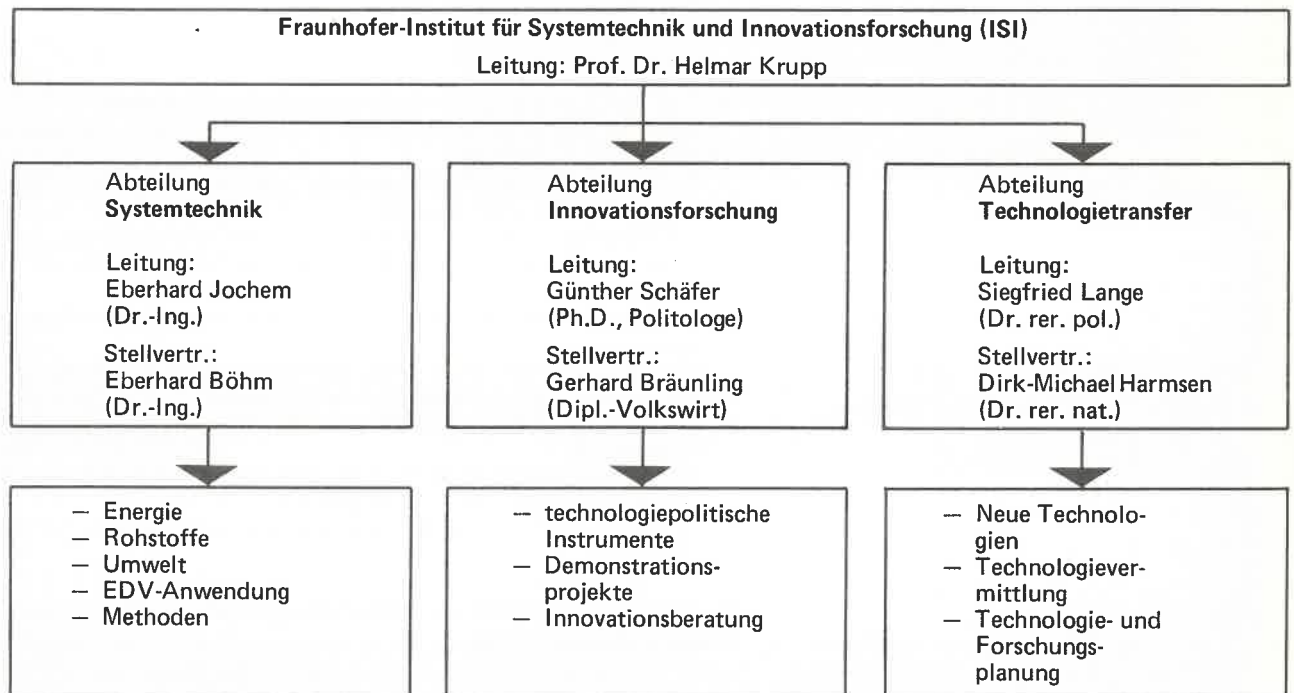 Fraunhofer-Institut für Systemtechnik und Innovationsforschung (ISI)
Leitung: Prof. Dr. Helmar Krupp
Abteilung
Systemtechnik
Leitung:
Eberhard Jochem
(Dr.-Ing.)
Stellvertr.:
Eberhard Böhm
(Dr.-Ing.)
Abteilung
Innovationsforschung
Leitung:
Günther Schäfer
(Ph.D., Politologe)
Stellvertr.:
Gerhard Bräunling
(Dipl.-Volkswirt)
Abteilung
Technologietransfer
Leitung:
Siegfried Lange
(Dr. rer. pol.)
Stellvertr.:
Dirk-Michael Harmsen
(Dr. rer. nat.)
— Energie
— Rohstoffe
— Umwelt
— EDV-Anwendung
— Methoden
— technologiepolitische
Instrumente
— Demonstrations-
projekte
— Innovationsberatung
— Neue Technolo-
gien
— Technologiever-
mittlung
— Technologie- und
Forschungs-
planung